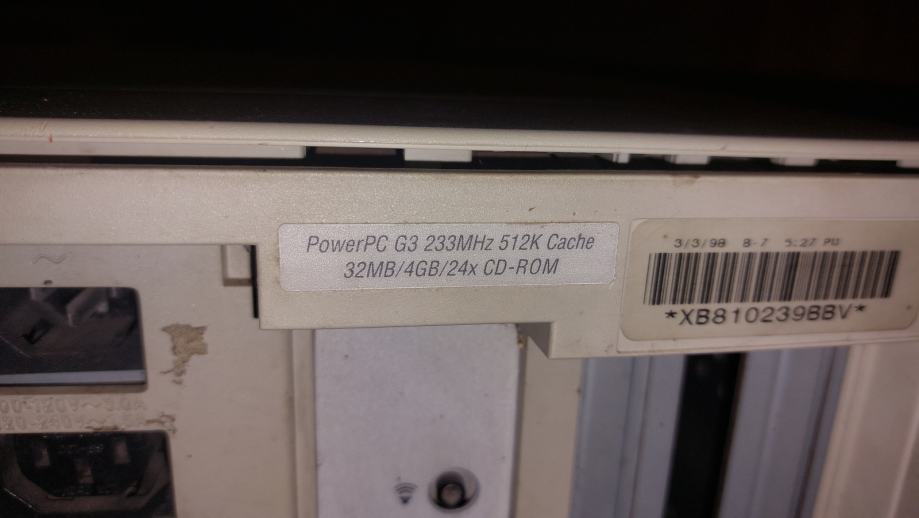 PowerPC G3 233MHz 512K Cache
32MB/4GB/24x CD-ROM
3/3/98 8-7 5:27 PM
*XB810239BBV*